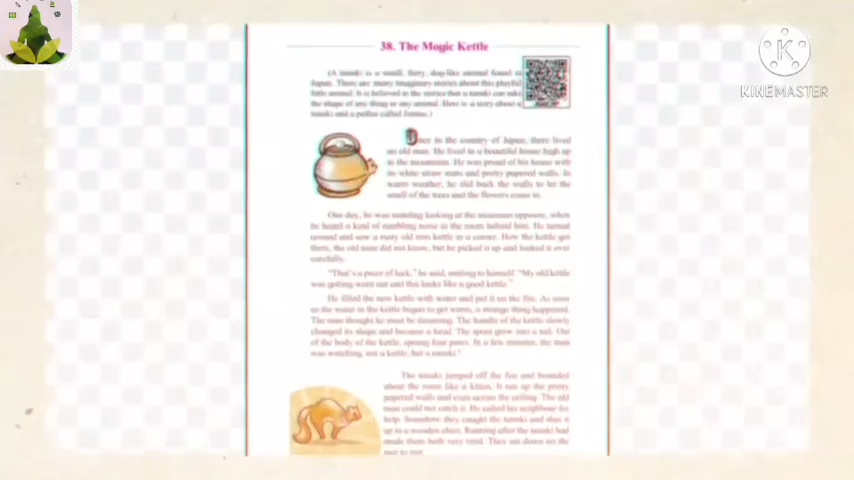 38. The Magic Kettle
KINEMASTER
(A tanuki is a small, furry, dog-like animal found in
Japan. There are many imaginary stories about this playful
little animal. It is believed in the stories that a tanuki can take
the shape of any thing or any animal. Here is a story about a
tanuki and a pedlar called Jimmu.)
Once in the country of Japan, there lived
an old man. He lived in a beautiful house high up
in the mountains. He was proud of his house with
its white straw mats and pretty papered walls. In
warm weather, he slid back the walls to let the
smell of the trees and the flowers come in.
One day, he was standing looking at the mountain opposite, when
he heard a kind of rumbling noise in the room behind him. He turned
around and saw a rusty old iron kettle in a corner. How the kettle got
there, the old man did not know, but he picked it up and looked it over
carefully.
"That's a piece of luck," he said, smiling to himself. "My old kettle
was getting worn out and this looks like a good kettle."
He filled the new kettle with water and put it on the fire. As soon
as the water in the kettle began to get warm, a strange thing happened.
The man thought he must be dreaming. The handle of the kettle slowly
changed its shape and became a head. The spout grew into a tail. Out
of the body of the kettle, sprang four paws. In a few minutes, the man
was watching, not a kettle, but a tanuki!
The tanuki jumped off the fire and bounded
about the room like a kitten. It ran up the pretty
papered walls and even across the ceiling. The old
man could not catch it. He called his neighbour for
help. Somehow they caught the tanuki and shut it
up in a wooden chest. Running after the tanuki had
made them both very tired. They sat down on the
mat to rest